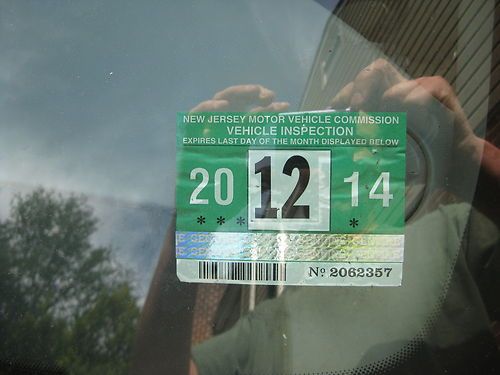 NEW JERSEY MOTOR VEHICLE COMMISSION
VEHICLE INSPECTION
EXPIRES LAST DAY OF THE MONTH DISPLAYED BELOW
20 12 14
* * * *
Nº 2062357